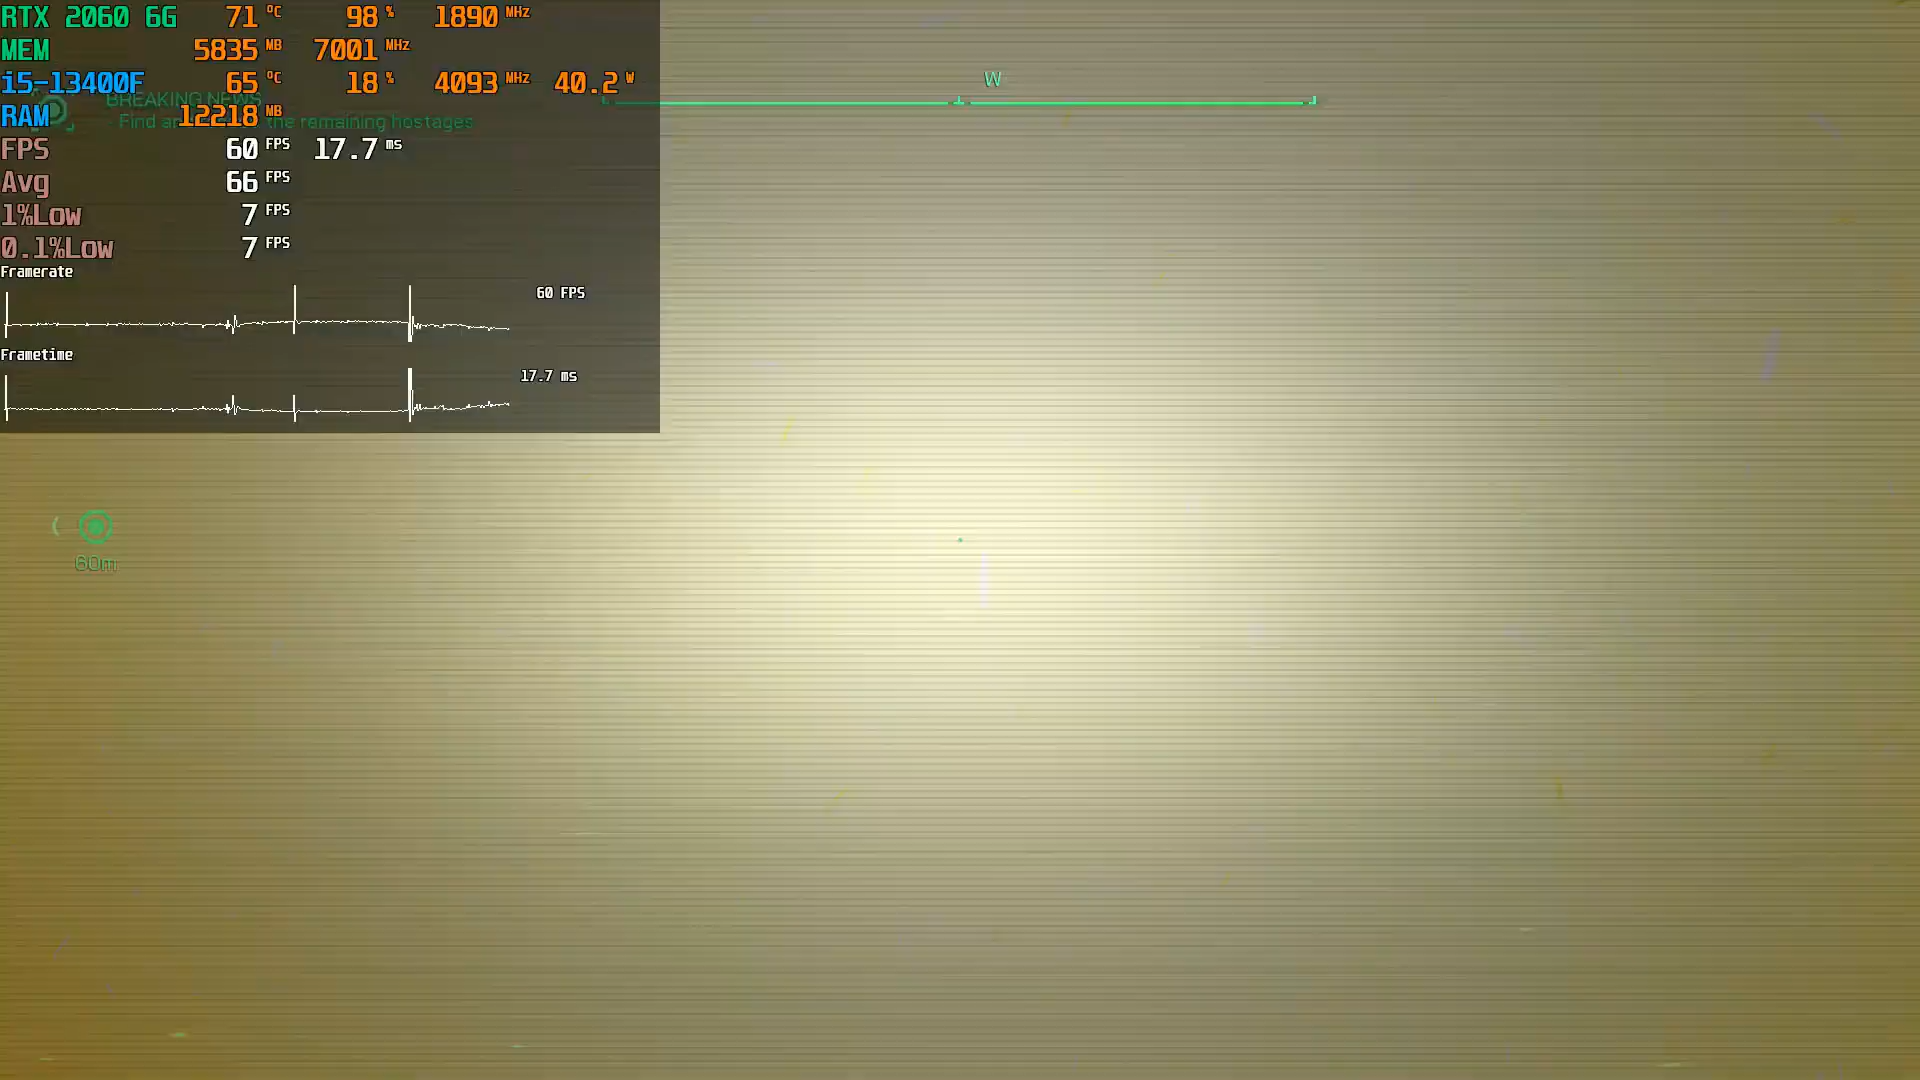 RTX 2060 6G 71 °C 98 % 1890 MHz
MEM 5835 MB 7001 MHz
i5-13400F 65 °C 18 % 4093 MHz 40.2 W
BREAKING NEWS
RAM 12218 MB
Find the remaining hostages
FPS 60 FPS 17.7 ms
Avg 66 FPS
1%Low 7 FPS
0.1%Low 7 FPS
Framerate
60 FPS
Frametime
17.7 ms
W
60m